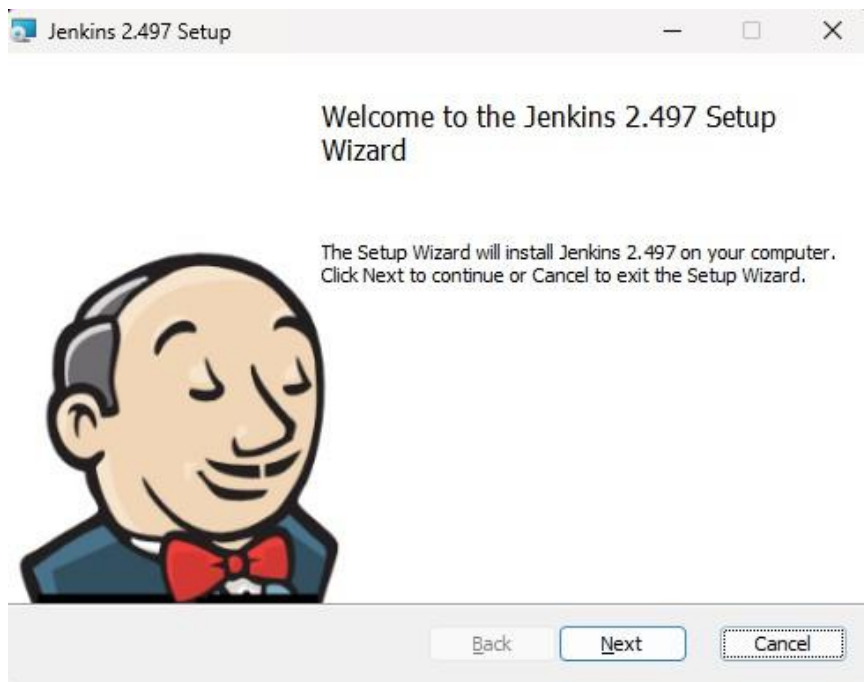 Jenkins 2.497 Setup
Welcome to the Jenkins 2.497 Setup
Wizard
The Setup Wizard will install Jenkins 2.497 on your computer.
Click Next to continue or Cancel to exit the Setup Wizard.
Back
Next
Cancel